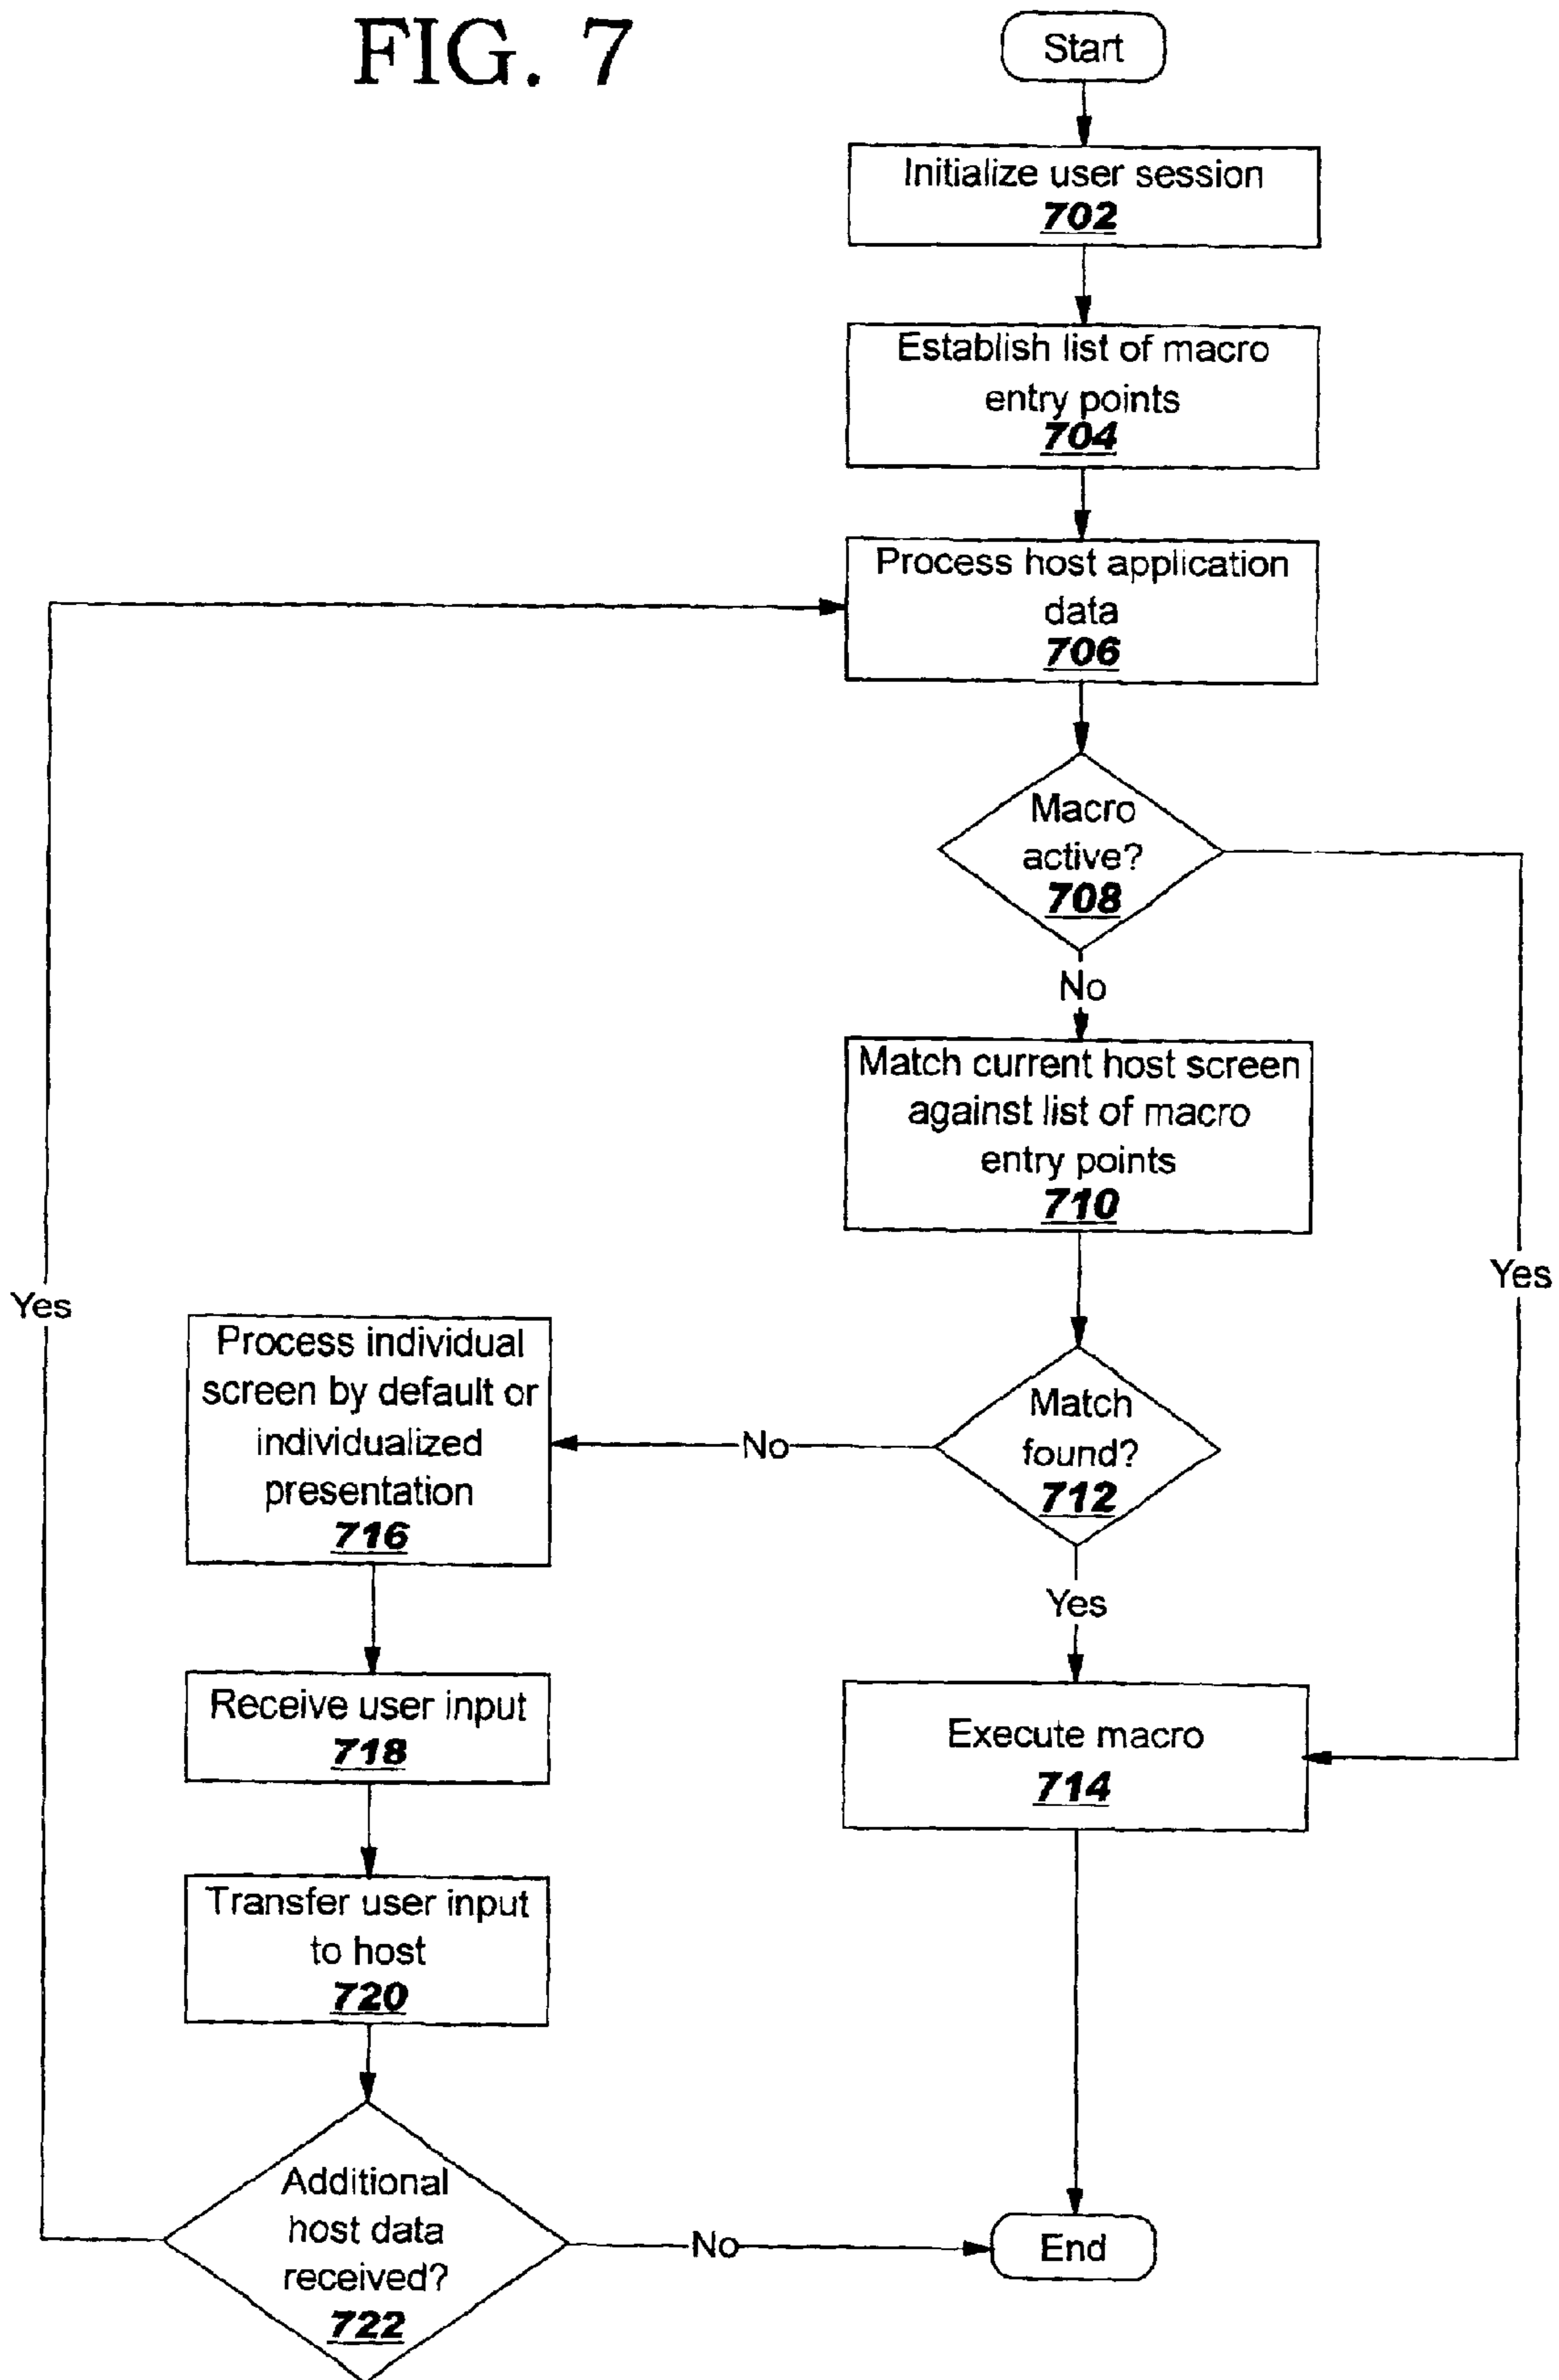 FIG. 7
Start
Initialize user session
702
Establish list of macro
entry points
704
Process host application
data
706
Macro
active?
708
No
Yes
Match current host screen
against list of macro
entry points
710
Match
found?
712
No
Yes
Execute macro
714
Process individual
screen by default or
individualized
presentation
716
Receive user input
718
Transfer user input
to host
720
Additional
host data
received?
722
Yes
No
End